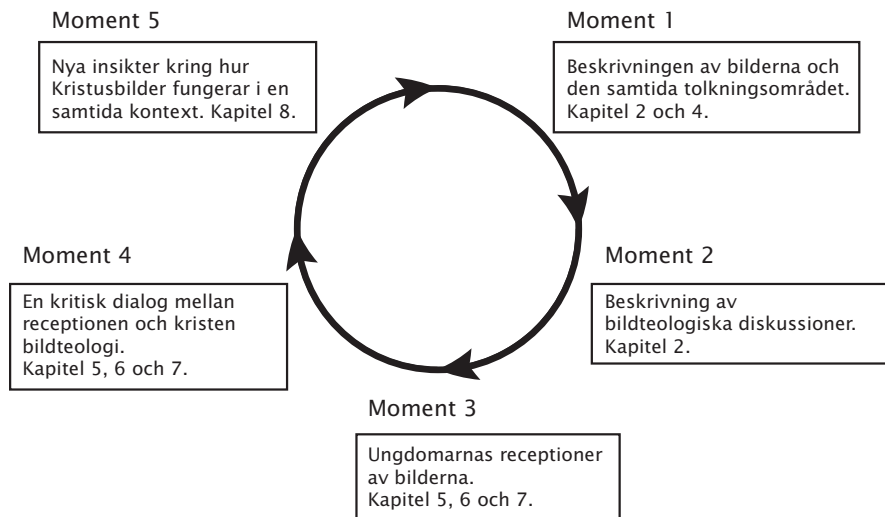 Moment 5
Nya insikter kring hur
Kristusbilder fungerar i en
samtida kontext. Kapitel 8.
Moment 1
Beskrivningen av bilderna och
den samtida tolkningsområdet.
Kapitel 2 och 4.
Moment 4
En kritisk dialog mellan
receptionen och kristen
bildteologi.
Kapitel 5, 6 och 7.
Moment 2
Beskrivning av
bildteologiska diskussioner.
Kapitel 2.
Moment 3
Ungdomarnas receptioner
av bilderna.
Kapitel 5, 6 och 7.